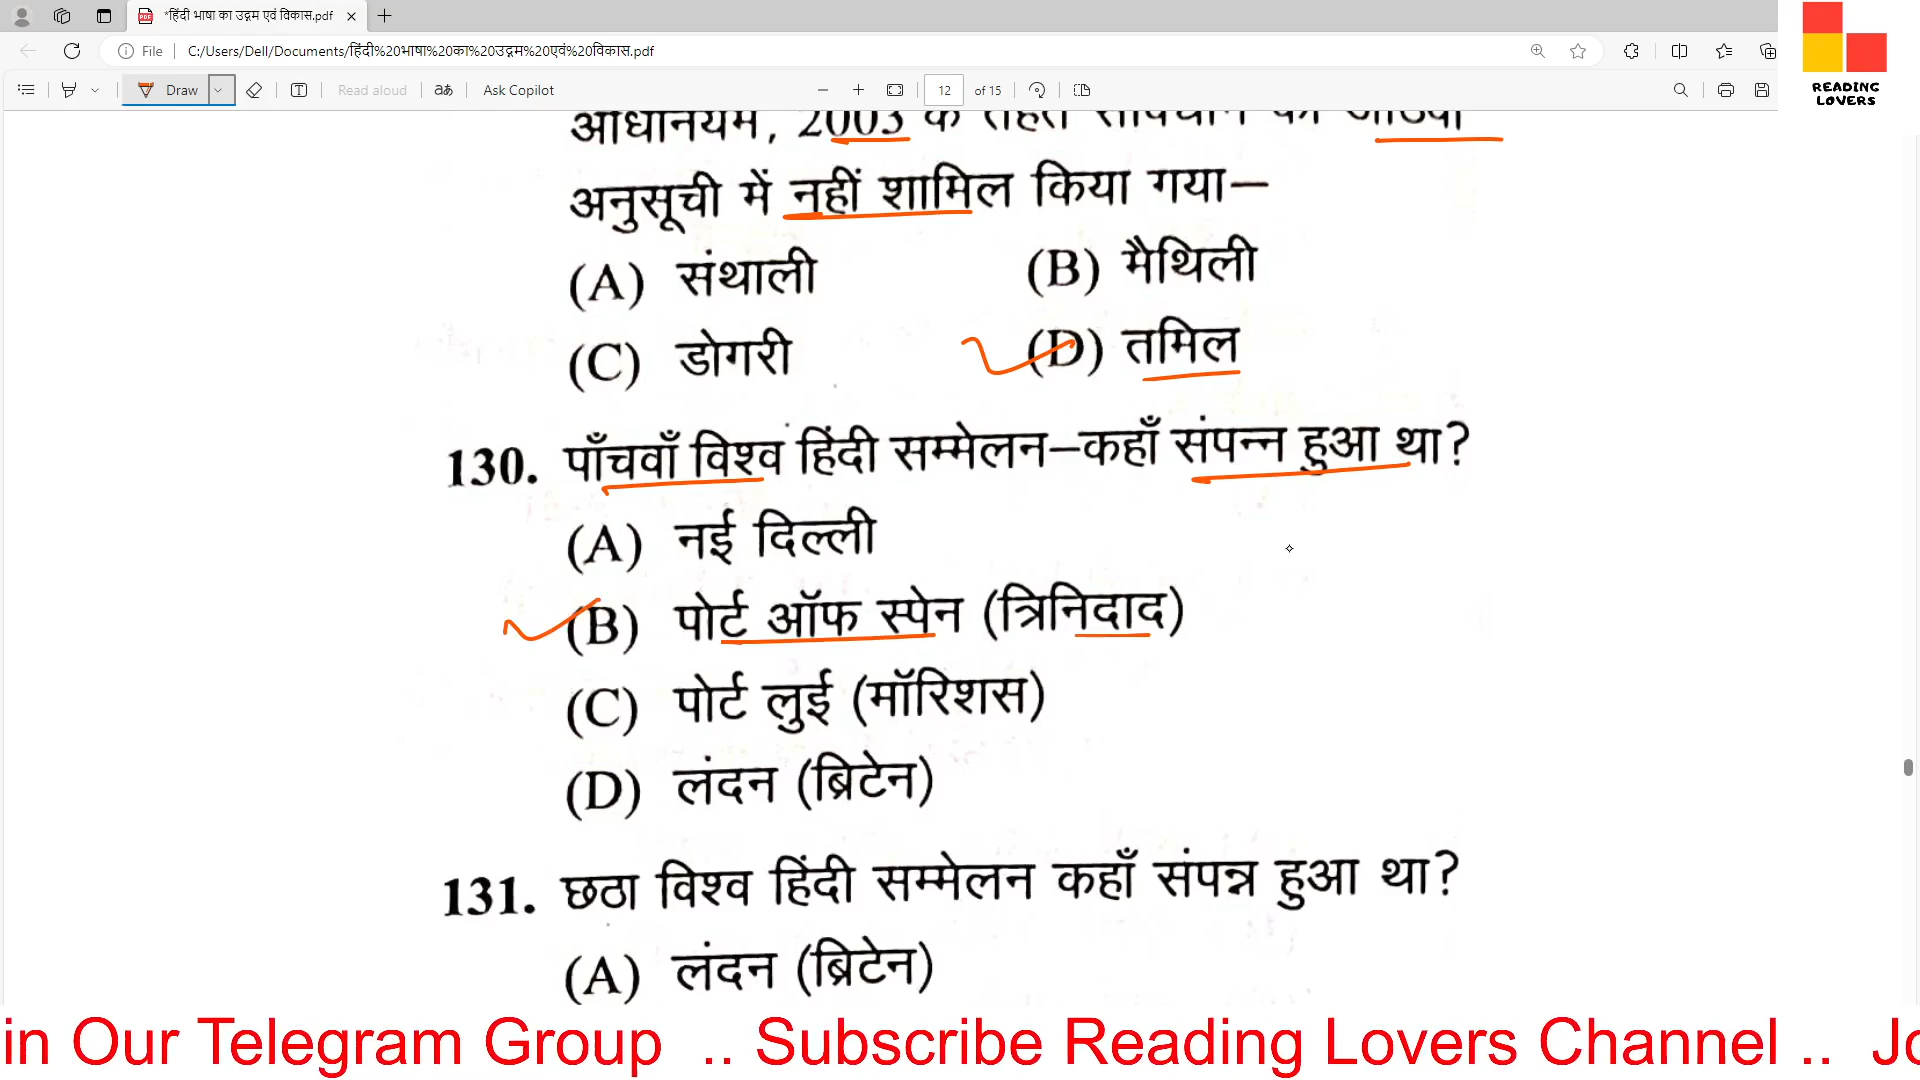 *हिंदी भाषा का उद्गम एवं विकास.pdf
File C:/Users/Dell/Documents/हिंदी%20भाषा%20का%20उद्गम%20एवं%20विकास.pdf
Draw Read aloud Ask Copilot 12 of 15
READING
LOVERS
2003 के तहत
अनुसूची में नहीं शामिल किया गया–
(A) संथाली (B) मैथिली
(C) डोगरी (D) तमिल
130. पाँचवाँ विश्व हिंदी सम्मेलन–कहाँ संपन्न हुआ था?
(A) नई दिल्ली
(B) पोर्ट ऑफ स्पेन (त्रिनिदाद)
(C) पोर्ट लुई (मॉरिशस)
(D) लंदन (ब्रिटेन)
131. छठा विश्व हिंदी सम्मेलन कहाँ संपन्न हुआ था?
(A) लंदन (ब्रिटेन)
in Our Telegram Group .. Subscribe Reading Lovers Channel .. Jo